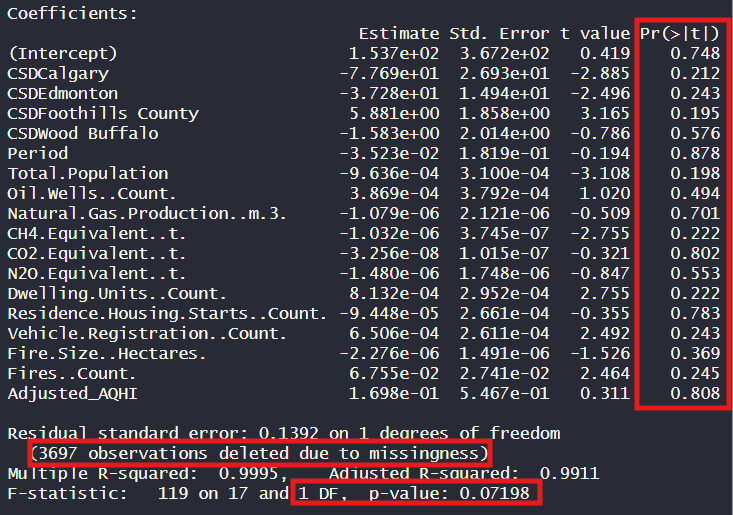 Coefficients:
Estimate Std. Error t value Pr(>|t|)
(Intercept) 1.537e+02 3.672e+02 0.419 0.748
CSDCalgary -7.769e+01 2.693e+01 -2.885 0.212
CSDEdmonton -3.728e+01 1.494e+01 -2.496 0.243
CSDFoothills County 5.881e+00 1.858e+00 3.165 0.195
CSDWood Buffalo -1.583e+00 2.014e+00 -0.786 0.576
Period -3.523e-02 1.819e-01 -0.194 0.878
Total.Population -9.636e-04 3.100e-04 -3.108 0.198
Oil.Wells..Count. 3.869e-04 3.792e-04 1.020 0.494
Natural.Gas.Production..m.3. -1.079e-06 2.121e-06 -0.509 0.701
CH4.Equivalent..t. -1.032e-06 3.745e-07 -2.755 0.222
CO2.Equivalent..t. -3.256e-08 1.015e-07 -0.321 0.802
N2O.Equivalent..t. -1.480e-06 1.748e-06 -0.847 0.553
Dwelling.Units..Count. 8.132e-04 2.952e-04 2.755 0.222
Residence.Housing.Starts..Count. -9.448e-05 2.661e-04 -0.355 0.783
Vehicle.Registration..Count. 6.506e-04 2.611e-04 2.492 0.243
Fire.Size..Hectares. -2.276e-06 1.491e-06 -1.526 0.369
Fires..Count. 6.755e-02 2.741e-02 2.464 0.245
Adjusted_AQHI 1.698e-01 5.467e-01 0.311 0.808
Residual standard error: 0.1392 on 1 degrees of freedom
(3697 observations deleted due to missingness)
Multiple R-squared: 0.9995, Adjusted R-squared: 0.9911
F-statistic: 119 on 17 and 1 DF, p-value: 0.07198